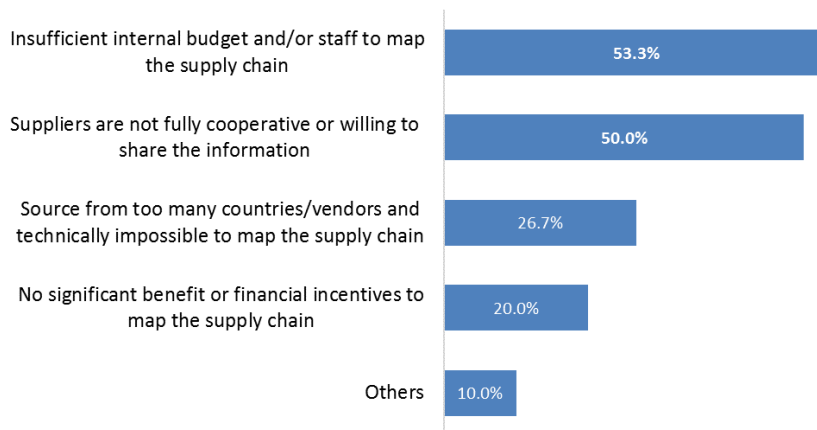 Insufficient internal budget and/or staff to map
the supply chain
53.3%
Suppliers are not fully cooperative or willing to
share the information
50.0%
Source from too many countries/vendors and
technically impossible to map the supply chain
26.7%
No significant benefit or financial incentives to
map the supply chain
20.0%
Others
10.0%